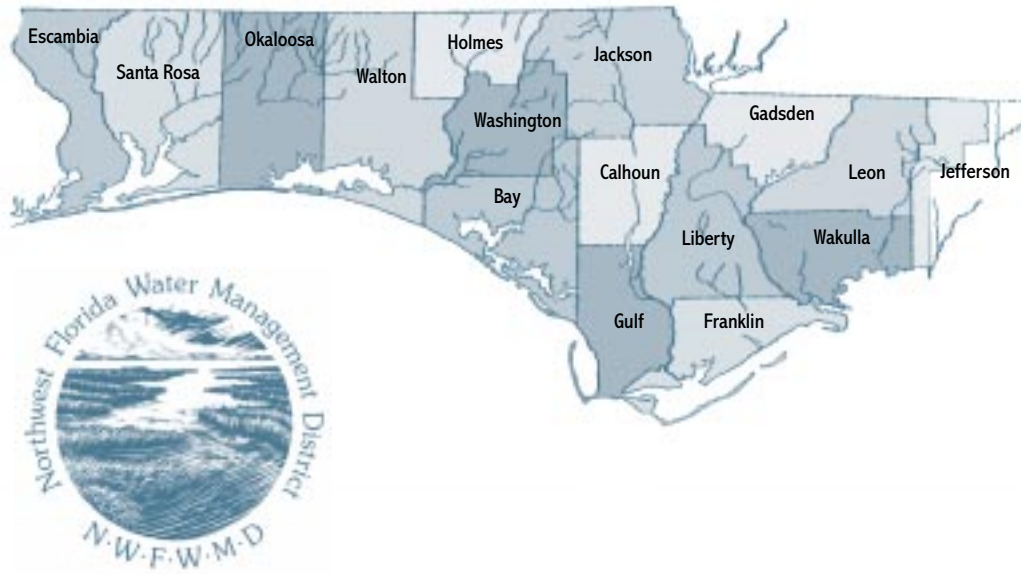 Escambia
Santa Rosa
Okaloosa
Walton
Holmes
Washington
Bay
Jackson
Calhoun
Gulf
Liberty
Franklin
Gadsden
Leon
Wakulla
Jefferson
Northwest Florida Water Management District
N·W·F·W·M·D